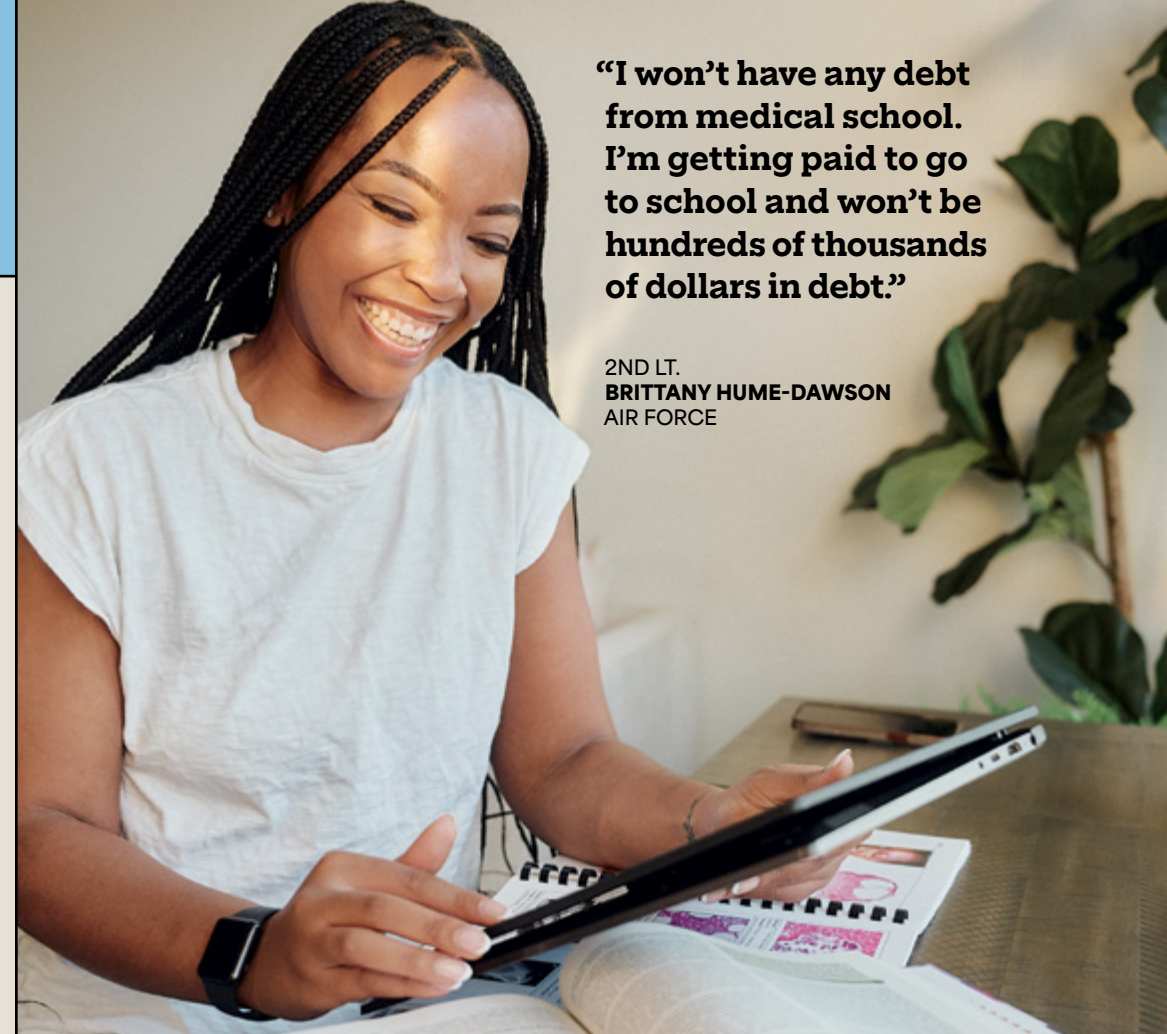 “I won’t have any debt
from medical school.
I’m getting paid to go
to school and won’t be
hundreds of thousands
of dollars in debt.”
2ND LT.
BRITTANY HUME-DAWSON
AIR FORCE